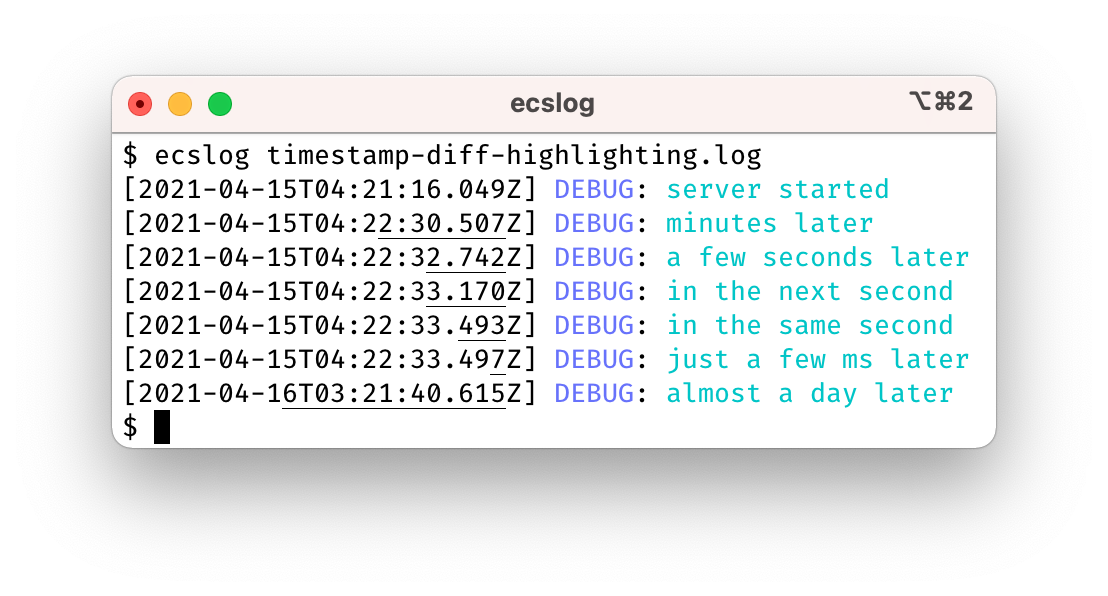 ecslog ⌥⌘2
$ ecslog timestamp-diff-highlighting.log
[2021-04-15T04:21:16.049Z] DEBUG: server started
[2021-04-15T04:22:30.507Z] DEBUG: minutes later
[2021-04-15T04:22:32.742Z] DEBUG: a few seconds later
[2021-04-15T04:22:33.170Z] DEBUG: in the next second
[2021-04-15T04:22:33.493Z] DEBUG: in the same second
[2021-04-15T04:22:33.497Z] DEBUG: just a few ms later
[2021-04-16T03:21:40.615Z] DEBUG: almost a day later
$